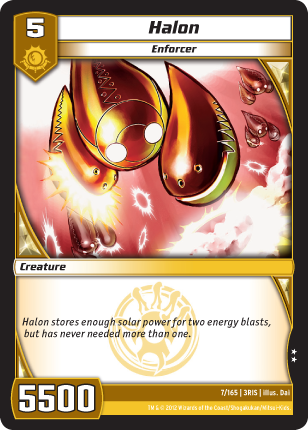 5
Halon
Enforcer
Creature
Halon stores enough solar power for two energy blasts,
but has never needed more than one.
5500
7/165 | 3RIS | Illus. Dai
TM & © 2012 Wizards of the Coast/Shogakukan/Mitsui-Kids